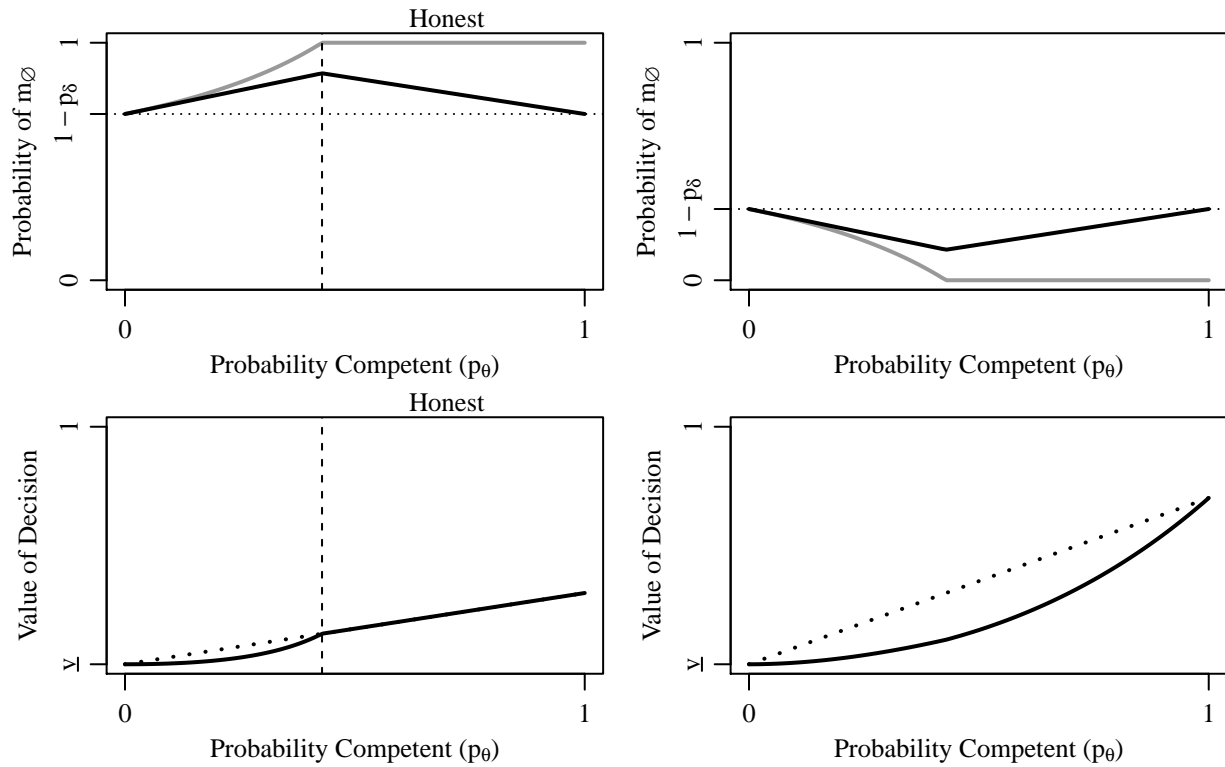 Honest
Probability of m∅
1
1 − pδ
0
0 1
Probability Competent (pθ)
Probability of m∅
1
1 − pδ
0
0 1
Probability Competent (pθ)
Honest
Value of Decision
1
v
0 1
Probability Competent (pθ)
Value of Decision
1
v
0 1
Probability Competent (pθ)